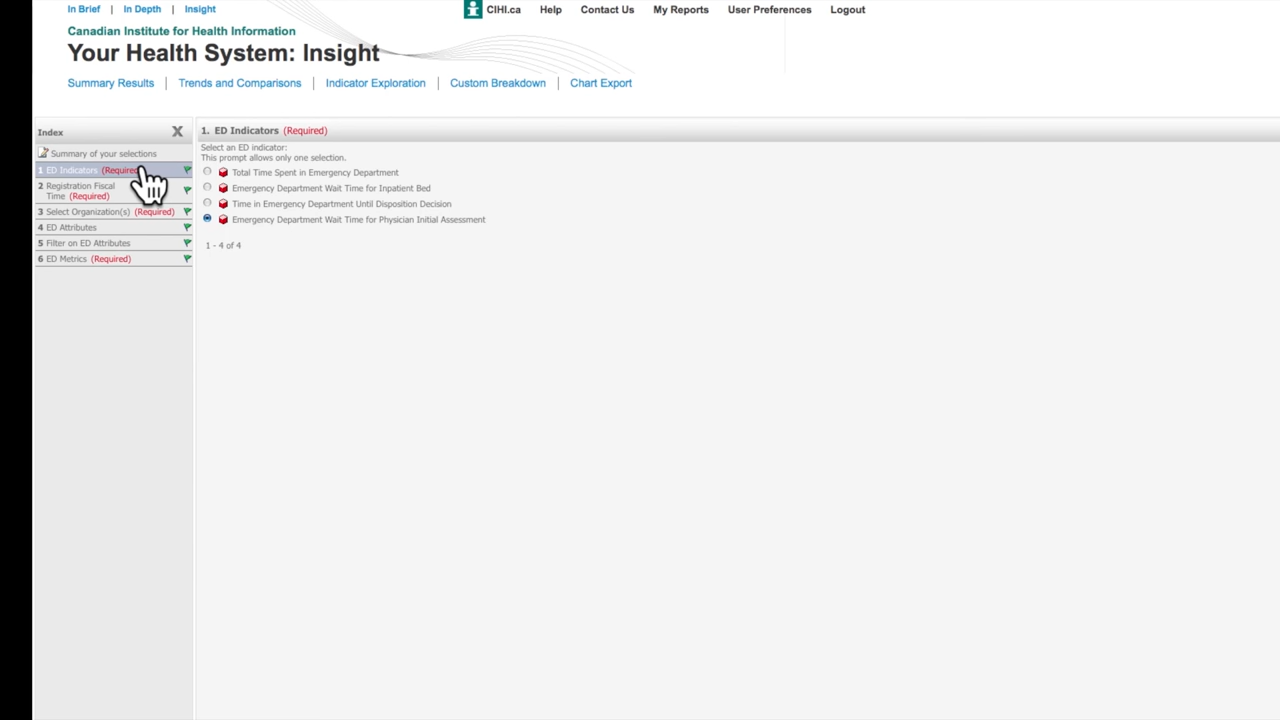 In Brief | In Depth | Insight
CIHI.ca Help Contact Us My Reports User Preferences Logout
Canadian Institute for Health Information
Your Health System: Insight
Summary Results | Trends and Comparisons | Indicator Exploration | Custom Breakdown | Chart Export
Index X
Summary of your selections
1 ED Indicators (Required
2 Registration Fiscal
Time (Required)
3 Select Organization(s) (Required)
4 ED Attributes
5 Filter on ED Attributes
6 ED Metrics (Required)
1. ED Indicators (Required)
Select an ED indicator:
This prompt allows only one selection.
Total Time Spent in Emergency Department
Emergency Department Wait Time for Inpatient Bed
Time in Emergency Department Until Disposition Decision
Emergency Department Wait Time for Physician Initial Assessment
1 - 4 of 4